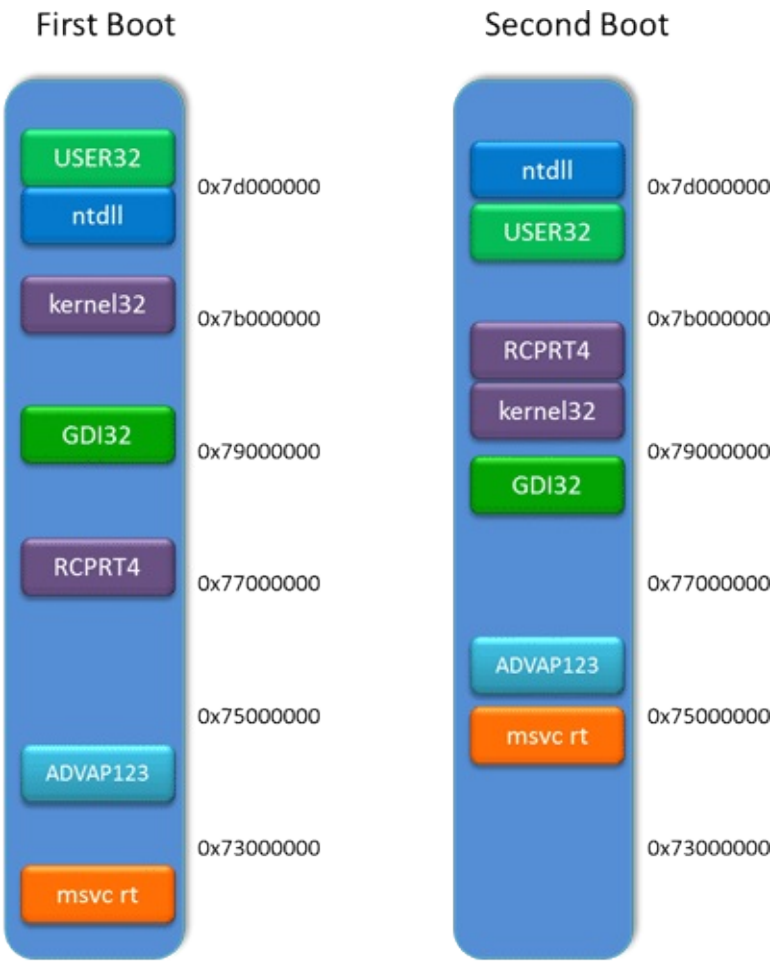 First Boot
USER32
0x7d000000
ntdll
kernel32
0x7b000000
GDI32
0x79000000
RCPRT4
0x77000000
0x75000000
ADVAP123
0x73000000
msvc rt
Second Boot
ntdll
0x7d000000
USER32
0x7b000000
RCPRT4
kernel32
0x79000000
GDI32
0x77000000
ADVAP123
0x75000000
msvc rt
0x73000000